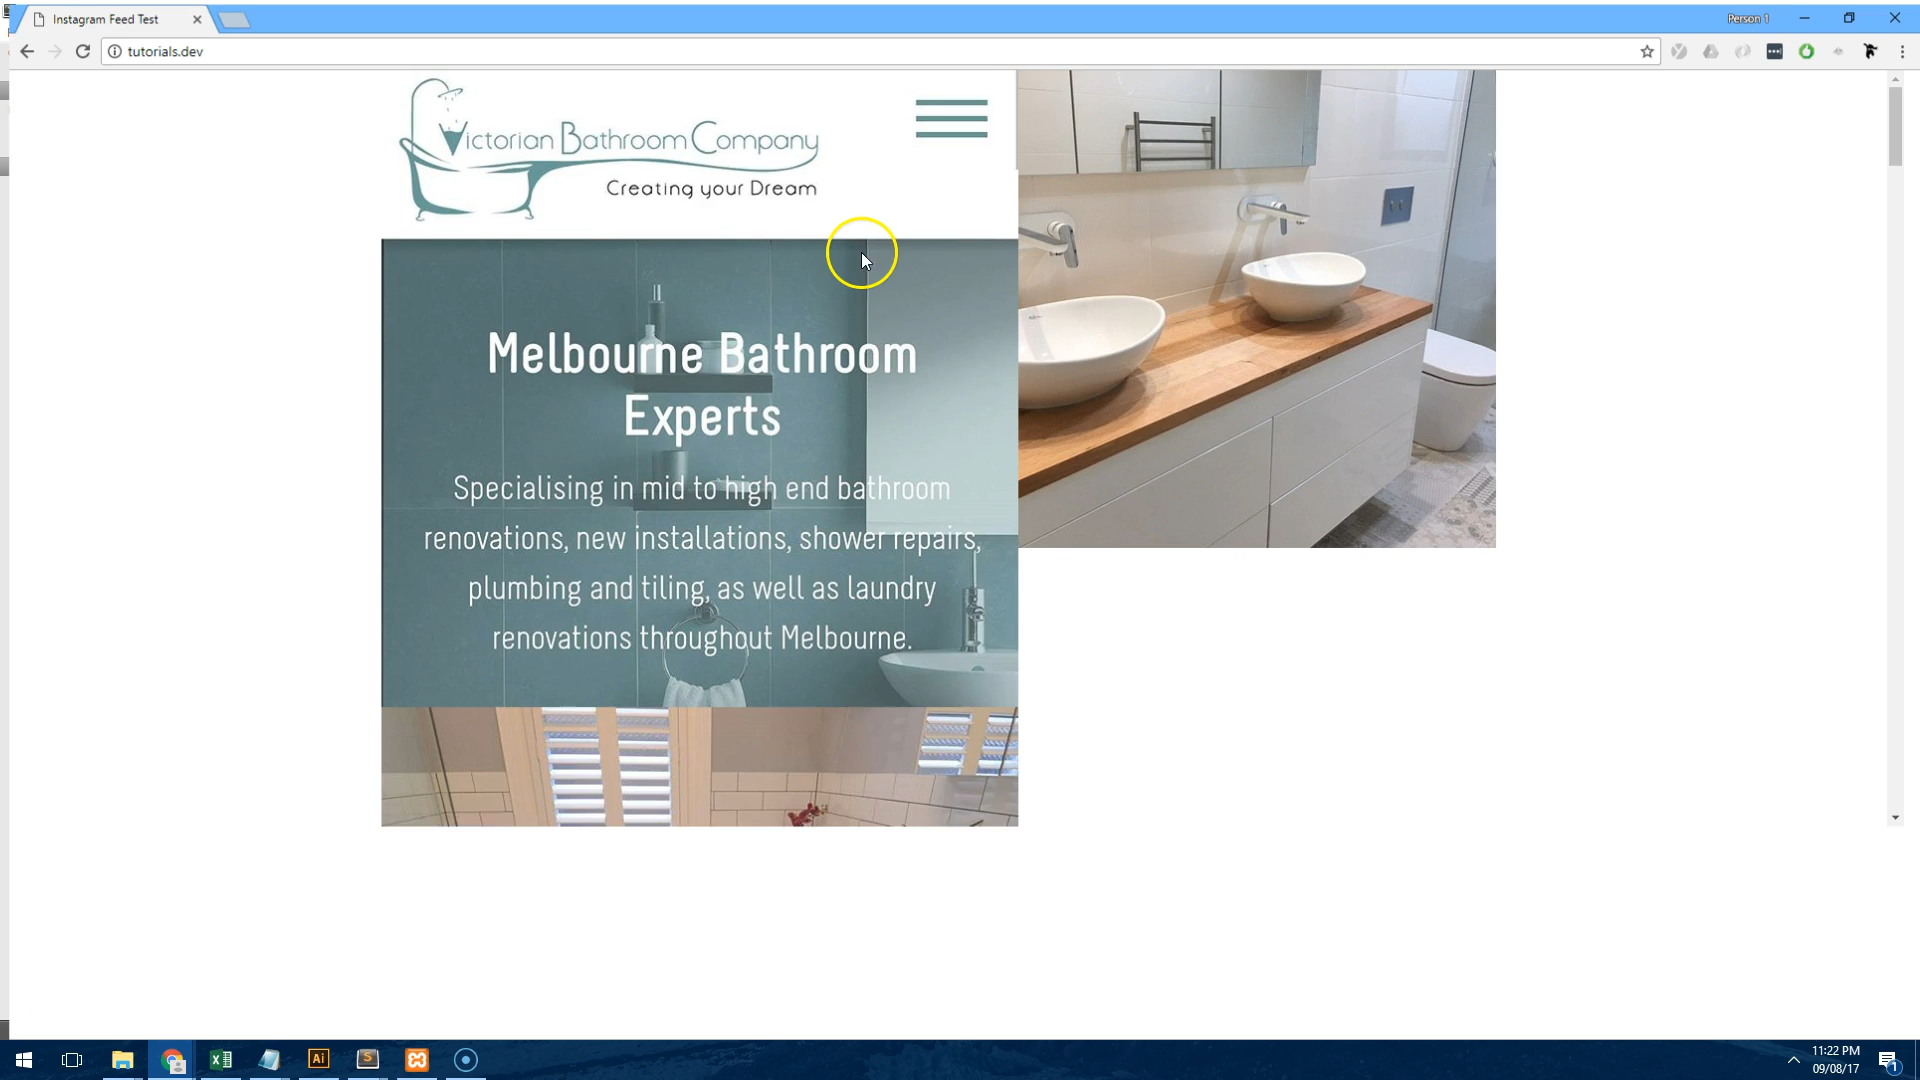 Instagram Feed Test
Person 1
tutorials.dev
Victorian Bathroom Company
Creating your Dream
Melbourne Bathroom
Experts
Specialising in mid to high end bathroom
renovations, new installations, shower repairs,
plumbing and tiling, as well as laundry
renovations throughout Melbourne.
Ai
S
11:22 PM
09/08/17
1